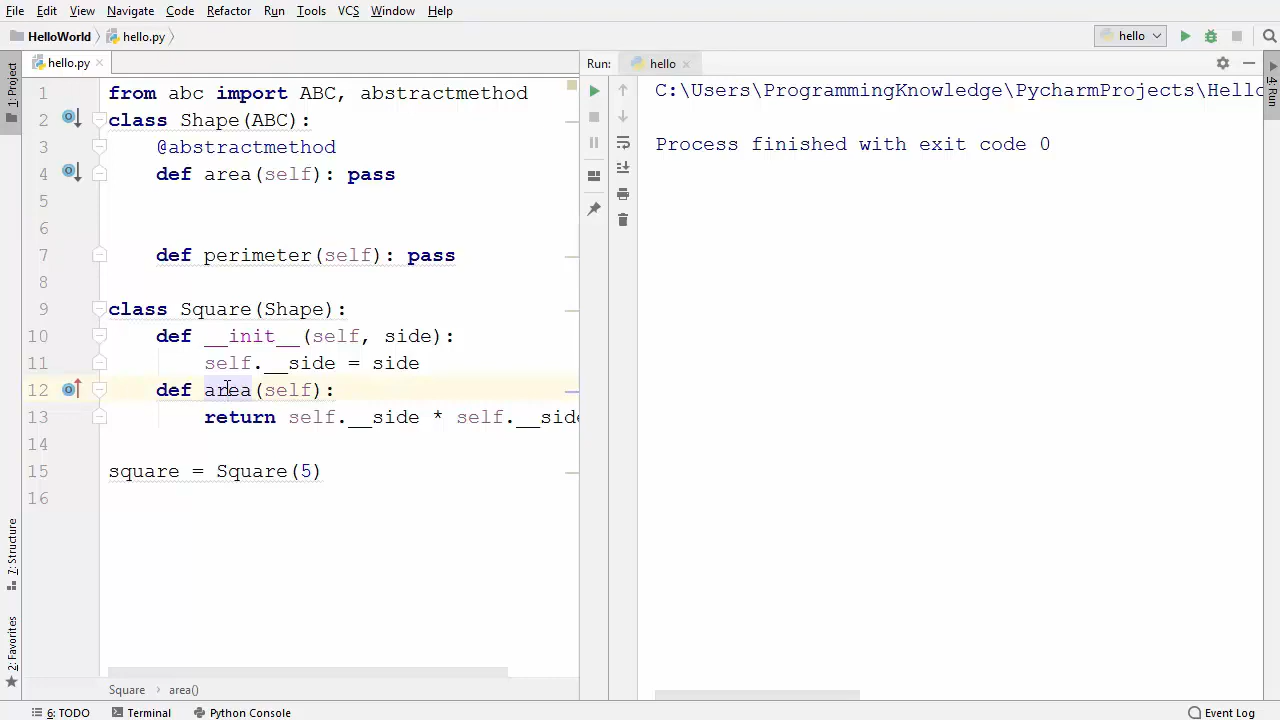 File Edit View Navigate Code Refactor Run Tools VCS Window Help
HelloWorld hello.py hello
hello.py Run: hello
1: Project
4: Run
1 from abc import ABC, abstractmethod
2 class Shape(ABC):
3 @abstractmethod
4 def area(self): pass
5
6
7 def perimeter(self): pass
8
9 class Square(Shape):
10 def __init__(self, side):
11 self.__side = side
12 def area(self):
13 return self.__side * self.__side
14
15 square = Square(5)
16
C:\Users\ProgrammingKnowledge\PycharmProjects\Hello
Process finished with exit code 0
7: Structure
2: Favorites
Square › area()
6: TODO Terminal Python Console Event Log